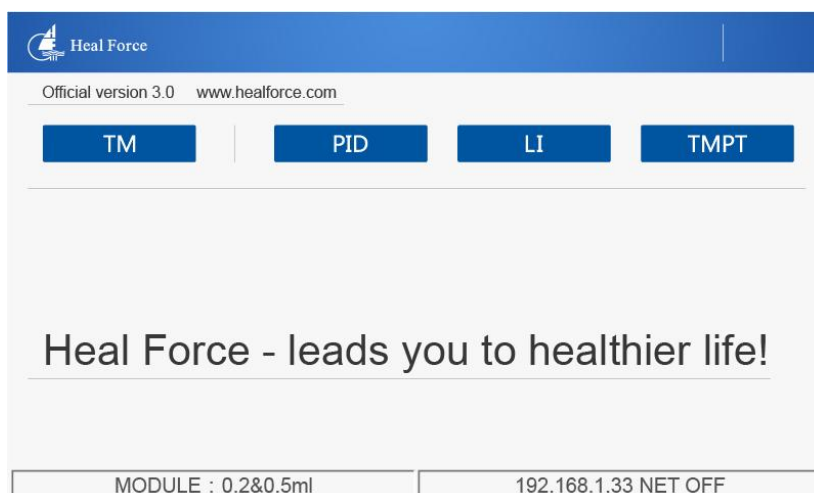 Heal Force
Official version 3.0 www.healforce.com
TM PID LI TMPT
Heal Force - leads you to healthier life!
MODULE : 0.2&0.5ml 192.168.1.33 NET OFF